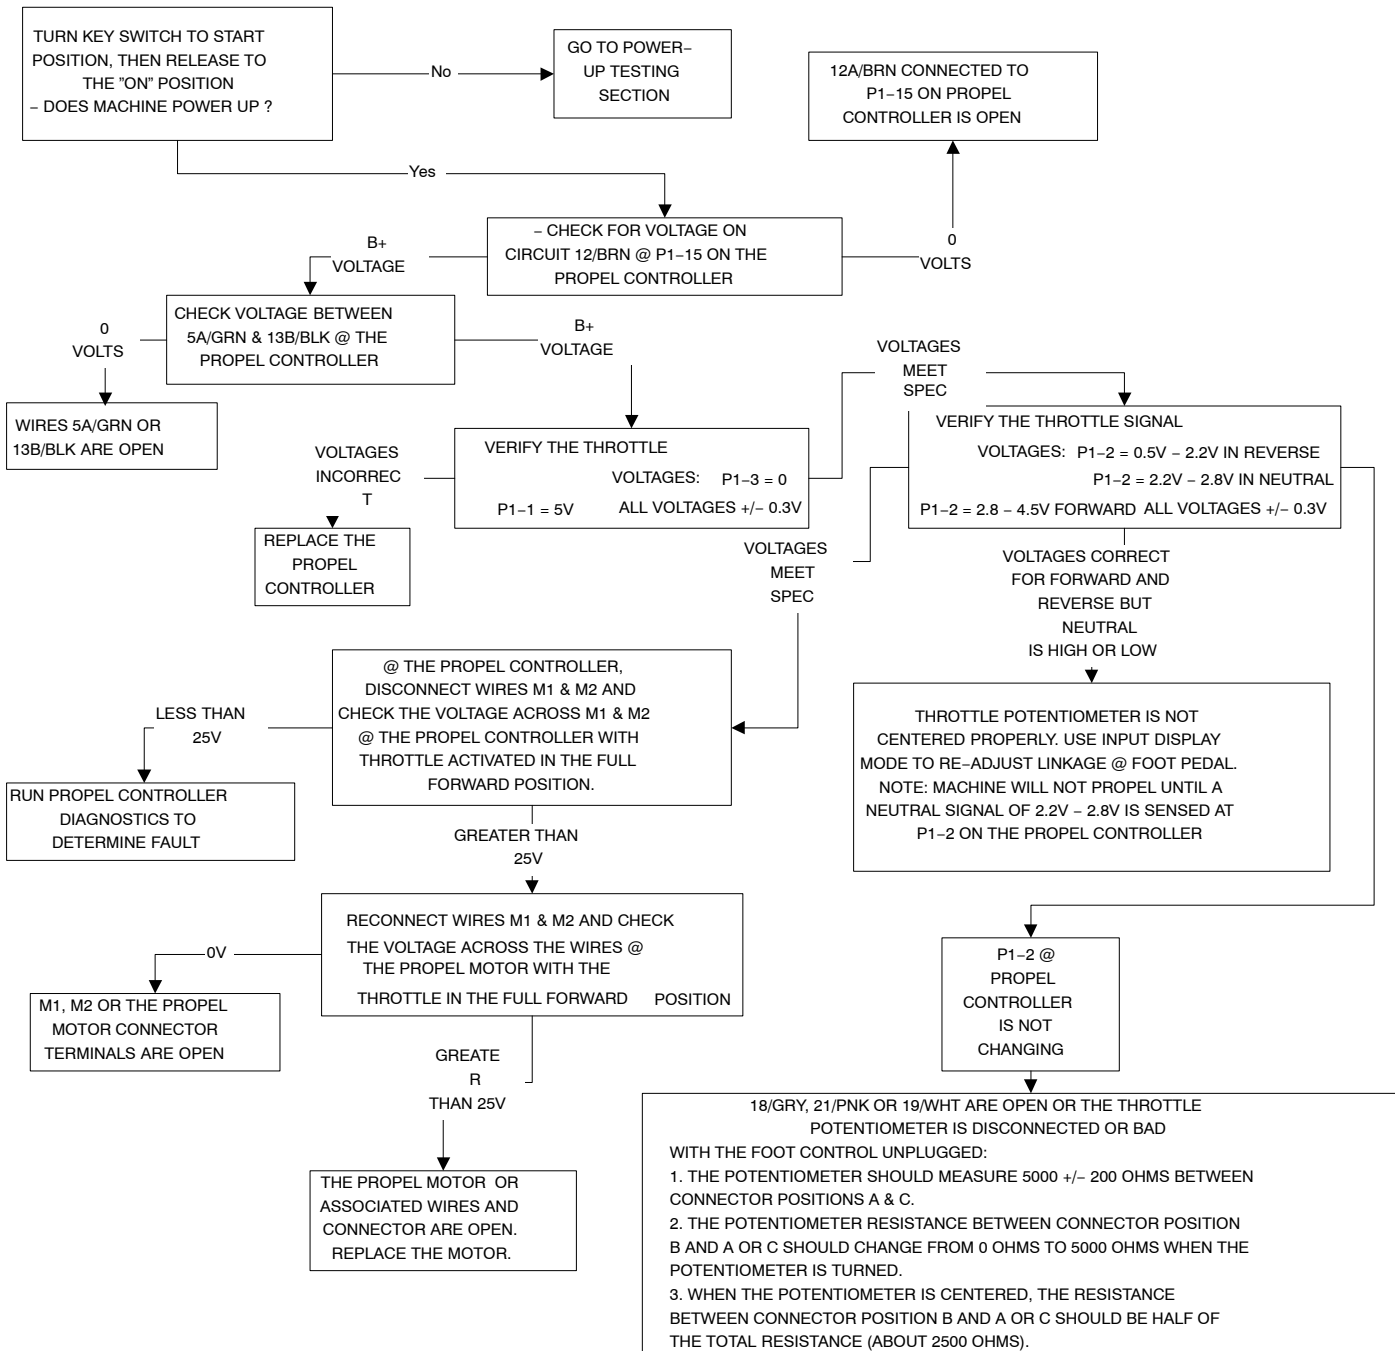 TURN KEY SWITCH TO START
POSITION, THEN RELEASE TO
THE ”ON” POSITION
− DOES MACHINE POWER UP ?
No
GO TO POWER−
UP TESTING
SECTION
12A/BRN CONNECTED TO
P1−15 ON PROPEL
CONTROLLER IS OPEN
Yes
− CHECK FOR VOLTAGE ON
CIRCUIT 12/BRN @ P1−15 ON THE
PROPEL CONTROLLER
0
VOLTS
B+
VOLTAGE
CHECK VOLTAGE BETWEEN
5A/GRN & 13B/BLK @ THE
PROPEL CONTROLLER
0
VOLTS
WIRES 5A/GRN OR
13B/BLK ARE OPEN
B+
VOLTAGE
VERIFY THE THROTTLE
VOLTAGES: P1−3 = 0
P1−1 = 5V ALL VOLTAGES +/− 0.3V
VOLTAGES
INCORREC
T
REPLACE THE
PROPEL
CONTROLLER
VOLTAGES
MEET
SPEC
VERIFY THE THROTTLE SIGNAL
VOLTAGES: P1−2 = 0.5V − 2.2V IN REVERSE
P1−2 = 2.2V − 2.8V IN NEUTRAL
P1−2 = 2.8 − 4.5V FORWARD ALL VOLTAGES +/− 0.3V
VOLTAGES
MEET
SPEC
VOLTAGES CORRECT
FOR FORWARD AND
REVERSE BUT
NEUTRAL
IS HIGH OR LOW
THROTTLE POTENTIOMETER IS NOT
CENTERED PROPERLY. USE INPUT DISPLAY
MODE TO RE−ADJUST LINKAGE @ FOOT PEDAL.
NOTE: MACHINE WILL NOT PROPEL UNTIL A
NEUTRAL SIGNAL OF 2.2V − 2.8V IS SENSED AT
P1−2 ON THE PROPEL CONTROLLER
@ THE PROPEL CONTROLLER,
DISCONNECT WIRES M1 & M2 AND
CHECK THE VOLTAGE ACROSS M1 & M2
@ THE PROPEL CONTROLLER WITH
THROTTLE ACTIVATED IN THE FULL
FORWARD POSITION.
LESS THAN
25V
RUN PROPEL CONTROLLER
DIAGNOSTICS TO
DETERMINE FAULT
GREATER THAN
25V
RECONNECT WIRES M1 & M2 AND CHECK
THE VOLTAGE ACROSS THE WIRES @
THE PROPEL MOTOR WITH THE
THROTTLE IN THE FULL FORWARD POSITION
0V
M1, M2 OR THE PROPEL
MOTOR CONNECTOR
TERMINALS ARE OPEN
GREATE
R
THAN 25V
THE PROPEL MOTOR OR
ASSOCIATED WIRES AND
CONNECTOR ARE OPEN.
REPLACE THE MOTOR.
P1−2 @
PROPEL
CONTROLLER
IS NOT
CHANGING
18/GRY, 21/PNK OR 19/WHT ARE OPEN OR THE THROTTLE
POTENTIOMETER IS DISCONNECTED OR BAD
WITH THE FOOT CONTROL UNPLUGGED:
1. THE POTENTIOMETER SHOULD MEASURE 5000 +/− 200 OHMS BETWEEN
CONNECTOR POSITIONS A & C.
2. THE POTENTIOMETER RESISTANCE BETWEEN CONNECTOR POSITION
B AND A OR C SHOULD CHANGE FROM 0 OHMS TO 5000 OHMS WHEN THE
POTENTIOMETER IS TURNED.
3. WHEN THE POTENTIOMETER IS CENTERED, THE RESISTANCE
BETWEEN CONNECTOR POSITION B AND A OR C SHOULD BE HALF OF
THE TOTAL RESISTANCE (ABOUT 2500 OHMS).